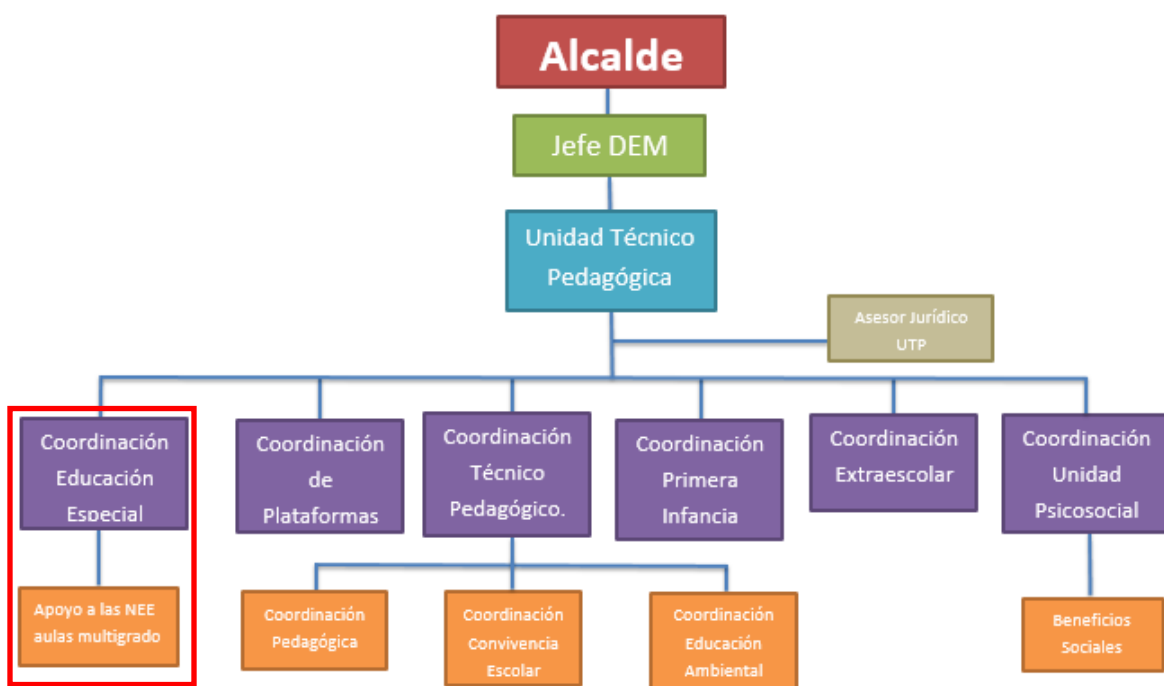 Alcalde
Jefe DEM
Unidad Técnico
Pedagógica
Asesor Jurídico
UTP
Coordinación
Educación
Especial
Coordinación
de
Plataformas
Coordinación
Técnico
Pedagógico.
Coordinación
Primera
Infancia
Coordinación
Extraescolar
Coordinación
Unidad
Psicosocial
Apoyo a las NEE
aulas multigrado
Coordinación
Pedagógica
Coordinación
Convivencia
Escolar
Coordinación
Educación
Ambiental
Beneficios
Sociales